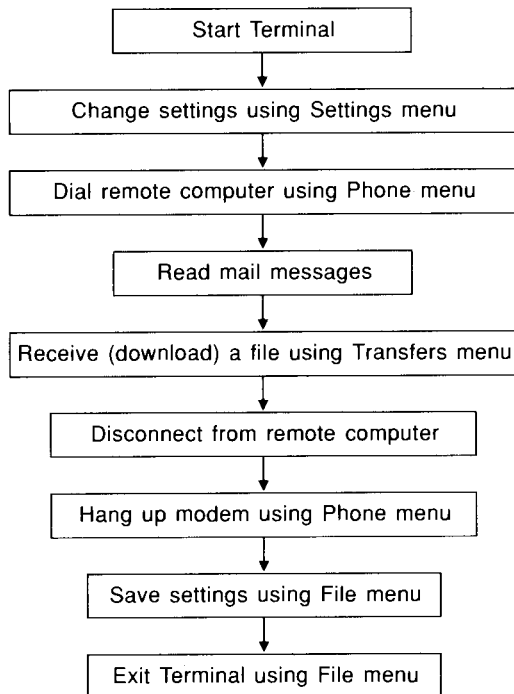 Start Terminal
Change settings using Settings menu
Dial remote computer using Phone menu
Read mail messages
Receive (download) a file using Transfers menu
Disconnect from remote computer
Hang up modem using Phone menu
Save settings using File menu
Exit Terminal using File menu